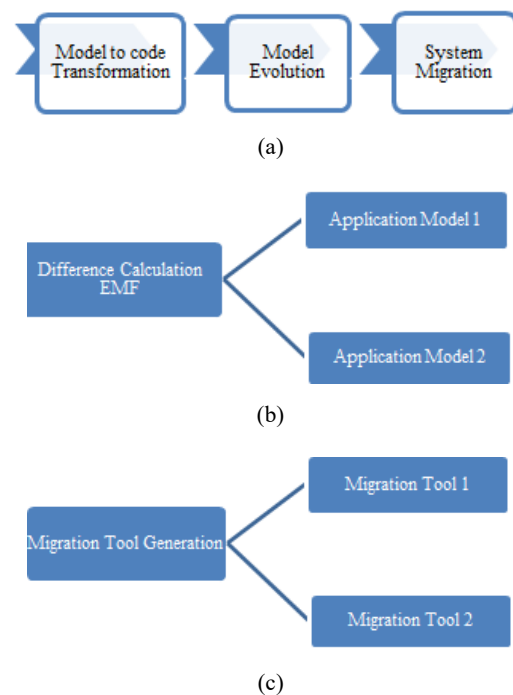 Model to code
Transformation
Model
Evolution
System
Migration
(a)
Application Model 1
Difference Calculation
EMF
Application Model 2
(b)
Migration Tool 1
Migration Tool Generation
Migration Tool 2
(c)